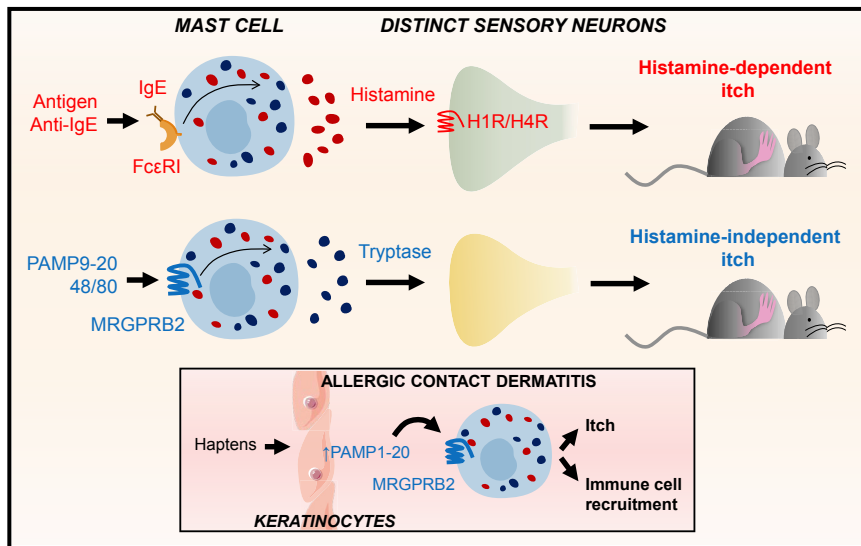 MAST CELL
DISTINCT SENSORY NEURONS
IgE
Antigen
Anti-IgE
FcεRI
Histamine
H1R/H4R
Histamine-dependent
itch
PAMP9-20
48/80
MRGPRB2
Tryptase
Histamine-independent
itch
ALLERGIC CONTACT DERMATITIS
Haptens
↑PAMP1-20
MRGPRB2
Itch
Immune cell
recruitment
KERATINOCYTES